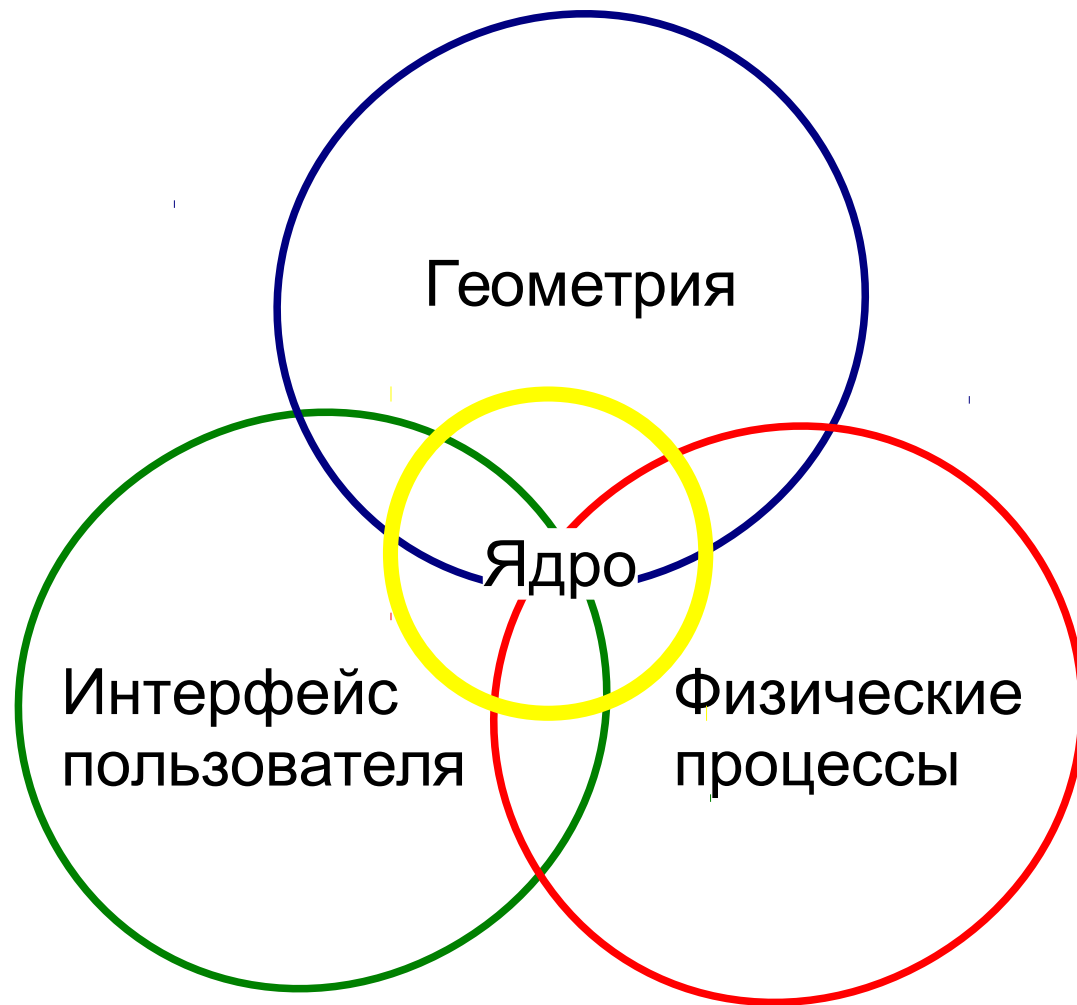 Геометрия
Ядро
Интерфейс
пользователя
Физические
процессы